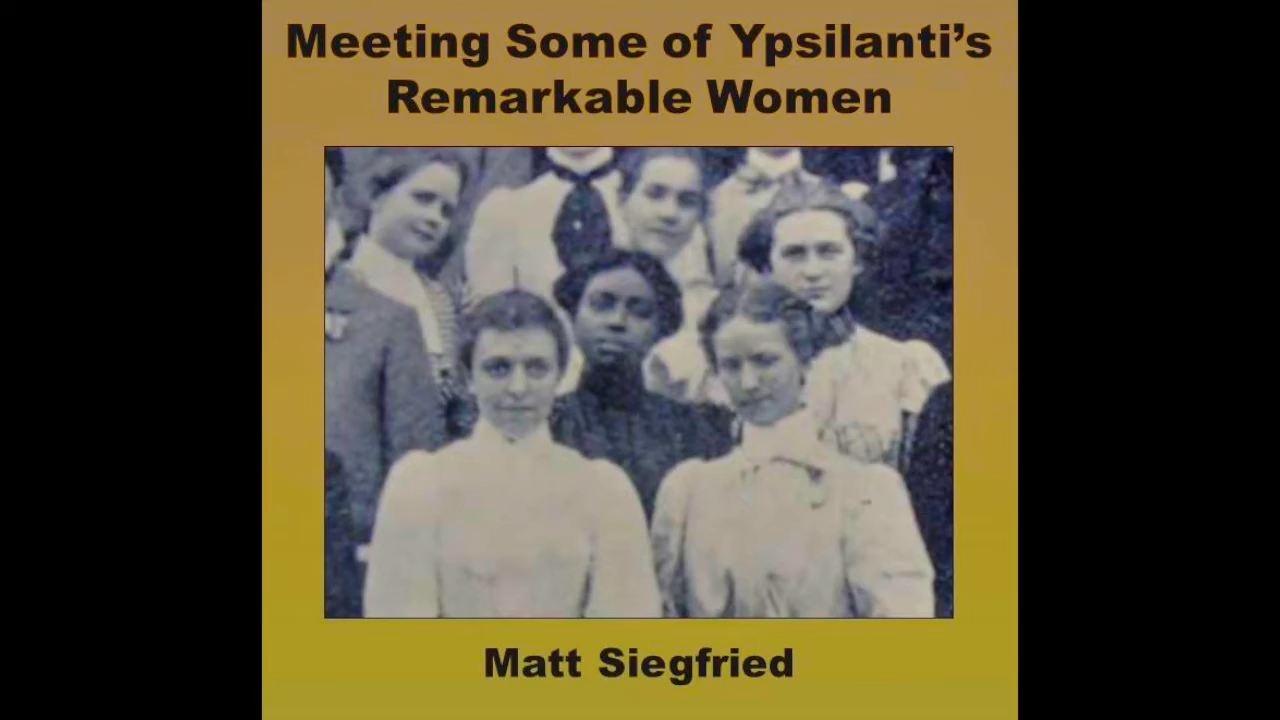 Meeting Some of Ypsilanti’s
Remarkable Women
Matt Siegfried